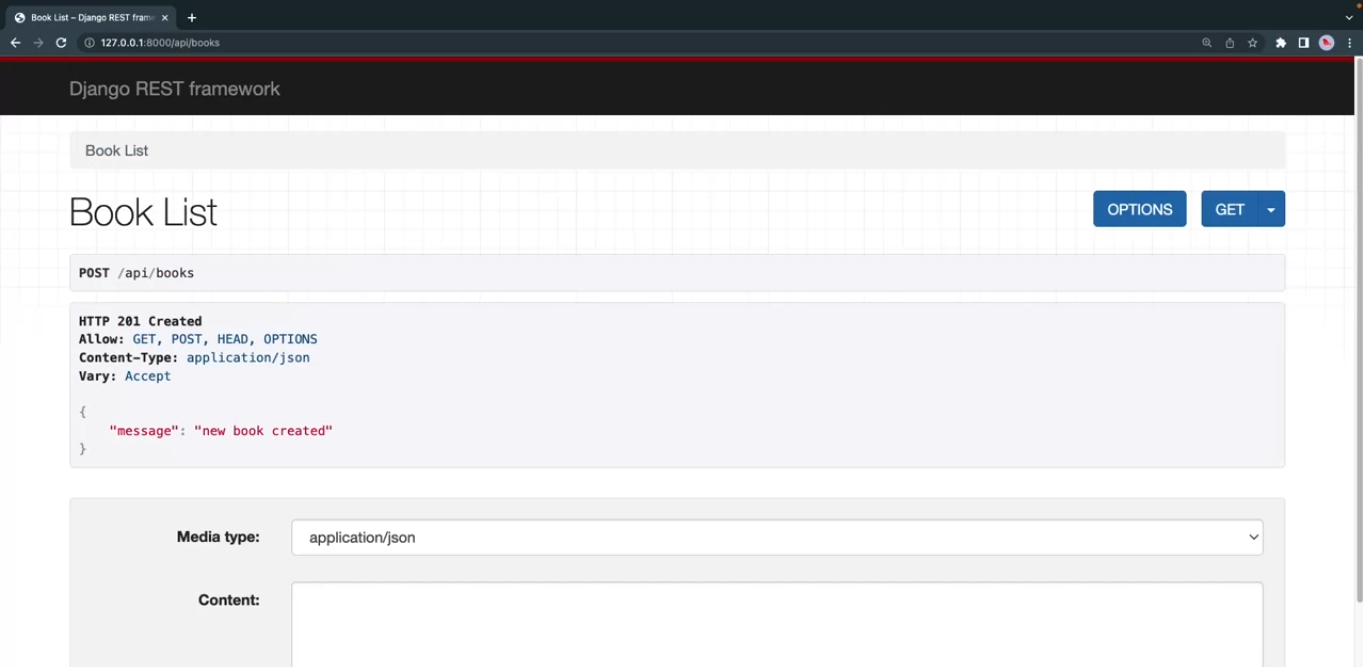 Book List – Django REST fram
127.0.0.1:8000/api/books
Django REST framework
Book List
Book List
OPTIONS
GET
POST /api/books
HTTP 201 Created
Allow: GET, POST, HEAD, OPTIONS
Content-Type: application/json
Vary: Accept
{
"message": "new book created"
}
Media type:
application/json
Content: